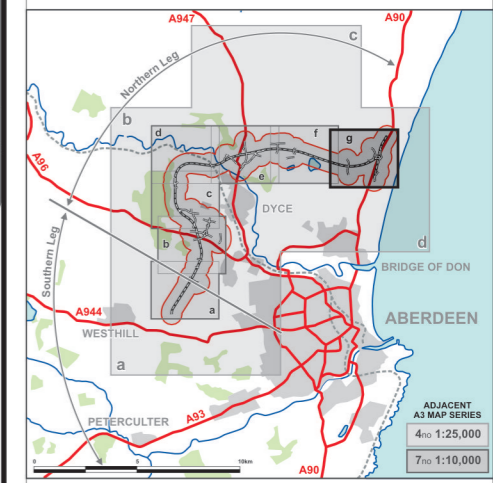 A947
A90
c
Northern Leg
b
d
f
g
A96
e
c
DYCE
b
d
Southern Leg
BRIDGE OF DON
A944
a
ABERDEEN
WESTHILL
a
ADJACENT
A3 MAP SERIES
PETERCULTER
A93
4no 1:25,000
7no 1:10,000
0 5 10km
A90